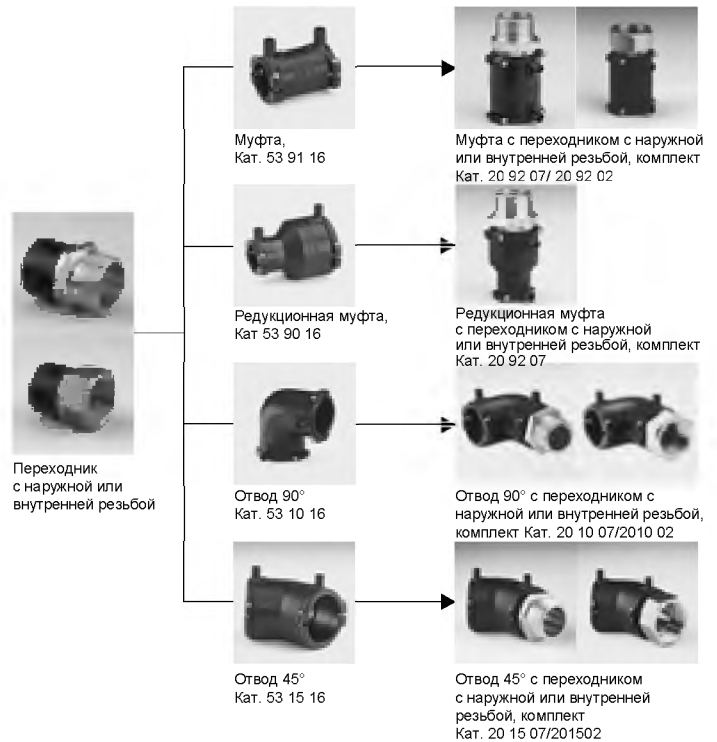 Муфта,
Кат. 53 91 16
Муфта с переходником с наружной
или внутренней резьбой, комплект
Кат. 20 92 07/ 20 92 02
Редукционная муфта,
Кат 53 90 16
Редукционная муфта
с переходником с наружной
или внутренней резьбой, комплект
Кат. 20 92 07
Переходник
с наружной или
внутренней резьбой
Отвод 90°
Кат. 53 10 16
Отвод 90° с переходником с
наружной или внутренней резьбой,
комплект Кат. 20 10 07/2010 02
Отвод 45°
Кат. 53 15 16
Отвод 45° с переходником
с наружной или внутренней
резьбой, комплект
Кат. 20 15 07/201502